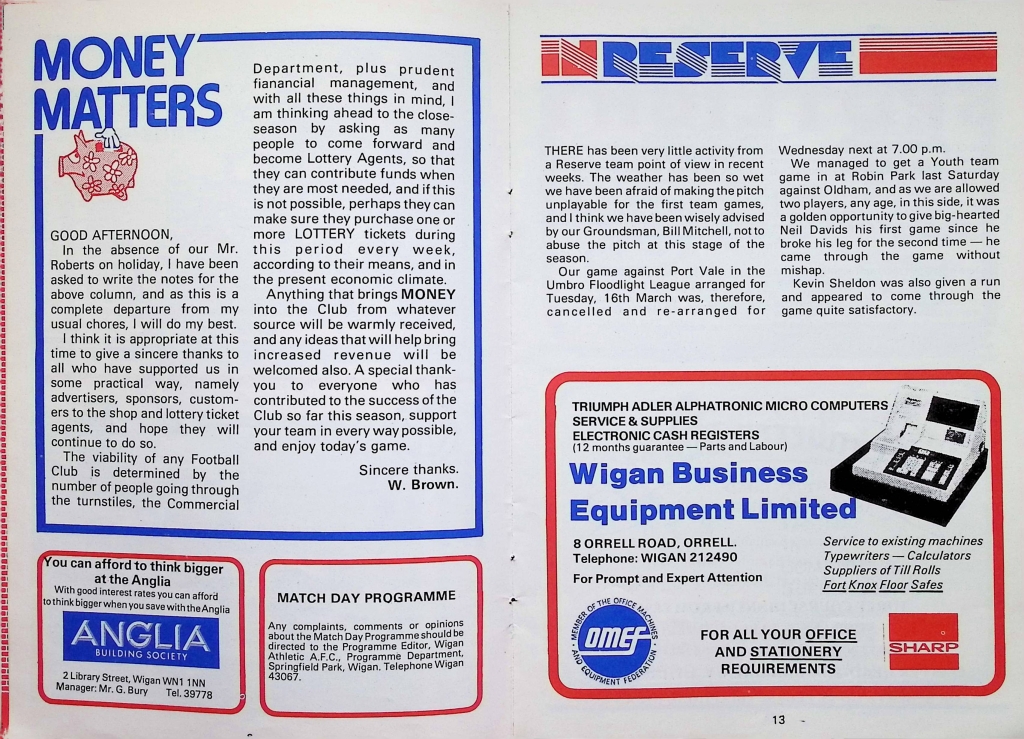 MONEY
MATTERS
GOOD AFTERNOON,
In the absence of our Mr.
Roberts on holiday, I have been
asked to write the notes for the
above column, and as this is a
complete departure from my
usual chores, I will do my best.
I think it is appropriate at this
time to give a sincere thanks to
all who have supported us in
some practical way, namely
advertisers, sponsors, custom-
ers to the shop and lottery ticket
agents, and hope they will
continue to do so.
The viability of any Football
Club is determined by the
number of people going through
the turnstiles, the Commercial
Department, plus prudent
fianancial management, and
with all these things in mind, I
am thinking ahead to the close-
season by asking as many
people to come forward and
become Lottery Agents, so that
they can contribute funds when
they are most needed, and if this
is not possible, perhaps they can
make sure they purchase one or
more LOTTERY tickets during
this period every week,
according to their means, and in
the present economic climate.
Anything that brings MONEY
into the Club from whatever
source will be warmly received,
and any ideas that will help bring
increased revenue will be
welcomed also. A special thank-
you to everyone who has
contributed to the success of the
Club so far this season, support
your team in every way possible,
and enjoy today's game.
Sincere thanks.
W. Brown.
You can afford to think bigger
at the Anglia
With good interest rates you can afford
to think bigger when you save with the Anglia
ANGLIA
BUILDING SOCIETY
2 Library Street, Wigan WN1 1NN
Manager: Mr. G. Bury Tel. 39778
MATCH DAY PROGRAMME
Any complaints, comments or opinions
about the Match Day Programme should be
directed to the Programme Editor, Wigan
Athletic A.F.C., Programme Department,
Springfield Park, Wigan. Telephone Wigan
43067.
IN RESERVE
THERE has been very little activity from
a Reserve team point of view in recent
weeks. The weather has been so wet
we have been afraid of making the pitch
unplayable for the first team games,
and I think we have been wisely advised
by our Groundsman, Bill Mitchell, not to
abuse the pitch at this stage of the
season.
Our game against Port Vale in the
Umbro Floodlight League arranged for
Tuesday, 16th March was, therefore,
cancelled and re-arranged for
Wednesday next at 7.00 p.m.
We managed to get a Youth team
game in at Robin Park last Saturday
against Oldham, and as we are allowed
two players, any age, in this side, it was
a golden opportunity to give big-hearted
Neil Davids his first game since he
broke his leg for the second time — he
came through the game without
mishap.
Kevin Sheldon was also given a run
and appeared to come through the
game quite satisfactory.
TRIUMPH ADLER ALPHATRONIC MICRO COMPUTERS
SERVICE & SUPPLIES
ELECTRONIC CASH REGISTERS
(12 months guarantee — Parts and Labour)
Wigan Business
Equipment Limited
8 ORRELL ROAD, ORRELL.
Telephone: WIGAN 212490
For Prompt and Expert Attention
Service to existing machines
Typewriters — Calculators
Suppliers of Till Rolls
Fort Knox Floor Safes
MEMBER OF THE OFFICE MACHINES
omef
AND EQUIPMENT FEDERATION
FOR ALL YOUR OFFICE
AND STATIONERY
REQUIREMENTS
SHARP
13